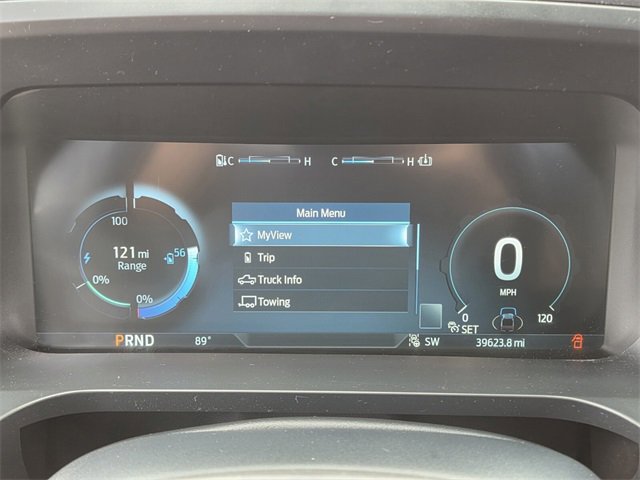 C H C H
100
121 mi
Range
56
0%
0%
Main Menu
MyView
Trip
Truck Info
Towing
0
MPH
0 120
SET
PRND 89° SW 39623.8 mi